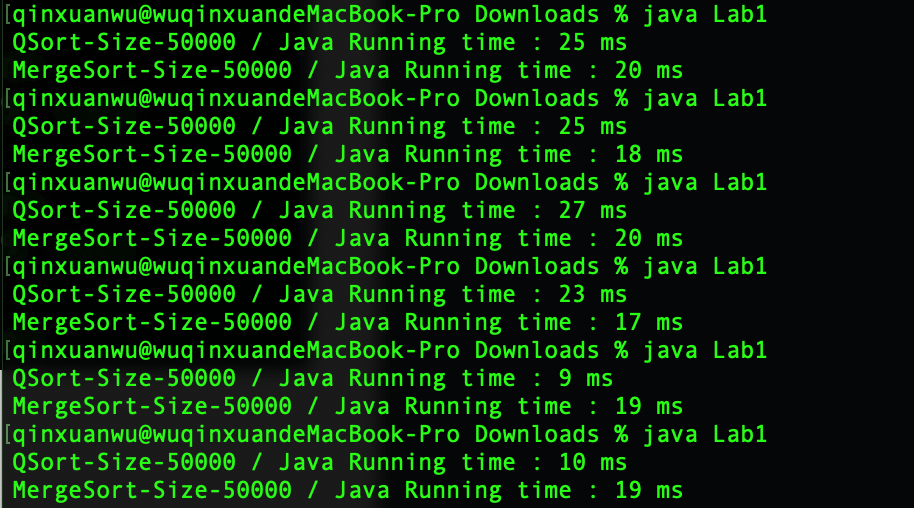 [qinxuanwu@wuqinxuandeMacBook-Pro Downloads % java Lab1
QSort-Size-50000 / Java Running time : 25 ms
MergeSort-Size-50000 / Java Running time : 20 ms
[qinxuanwu@wuqinxuandeMacBook-Pro Downloads % java Lab1
QSort-Size-50000 / Java Running time : 25 ms
MergeSort-Size-50000 / Java Running time : 18 ms
[qinxuanwu@wuqinxuandeMacBook-Pro Downloads % java Lab1
QSort-Size-50000 / Java Running time : 27 ms
MergeSort-Size-50000 / Java Running time : 20 ms
[qinxuanwu@wuqinxuandeMacBook-Pro Downloads % java Lab1
QSort-Size-50000 / Java Running time : 23 ms
MergeSort-Size-50000 / Java Running time : 17 ms
[qinxuanwu@wuqinxuandeMacBook-Pro Downloads % java Lab1
QSort-Size-50000 / Java Running time : 9 ms
MergeSort-Size-50000 / Java Running time : 19 ms
[qinxuanwu@wuqinxuandeMacBook-Pro Downloads % java Lab1
QSort-Size-50000 / Java Running time : 10 ms
MergeSort-Size-50000 / Java Running time : 19 ms